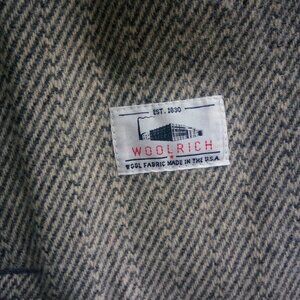 EST. 1830
WOOLRICH
WOOL FABRIC MADE IN THE U.S.A.